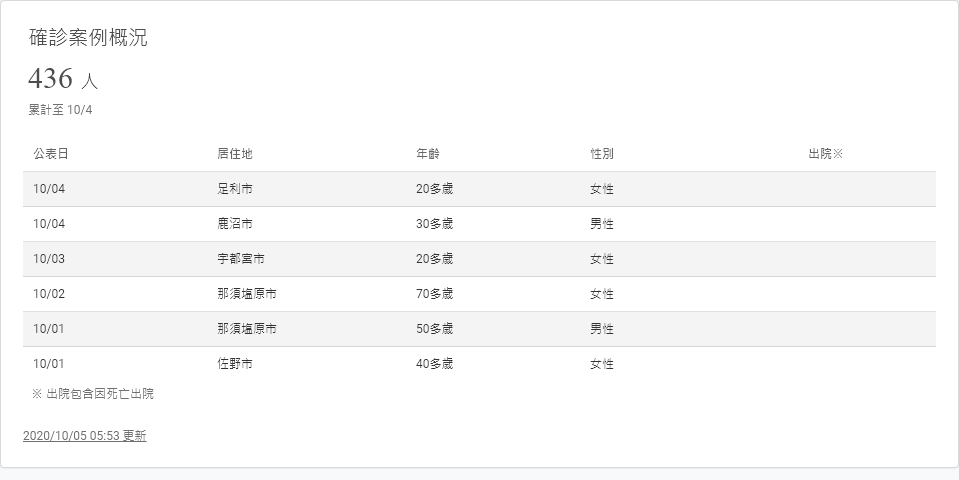 確診案例概況
436 人
累計至 10/4
公表日 居住地 年齡 性別 出院※
10/04 足利市 20多歲 女性
10/04 鹿沼市 30多歲 男性
10/03 宇都宮市 20多歲 女性
10/02 那須塩原市 70多歲 女性
10/01 那須塩原市 50多歲 男性
10/01 佐野市 40多歲 女性
※ 出院包含因死亡出院
2020/10/05 05:53 更新